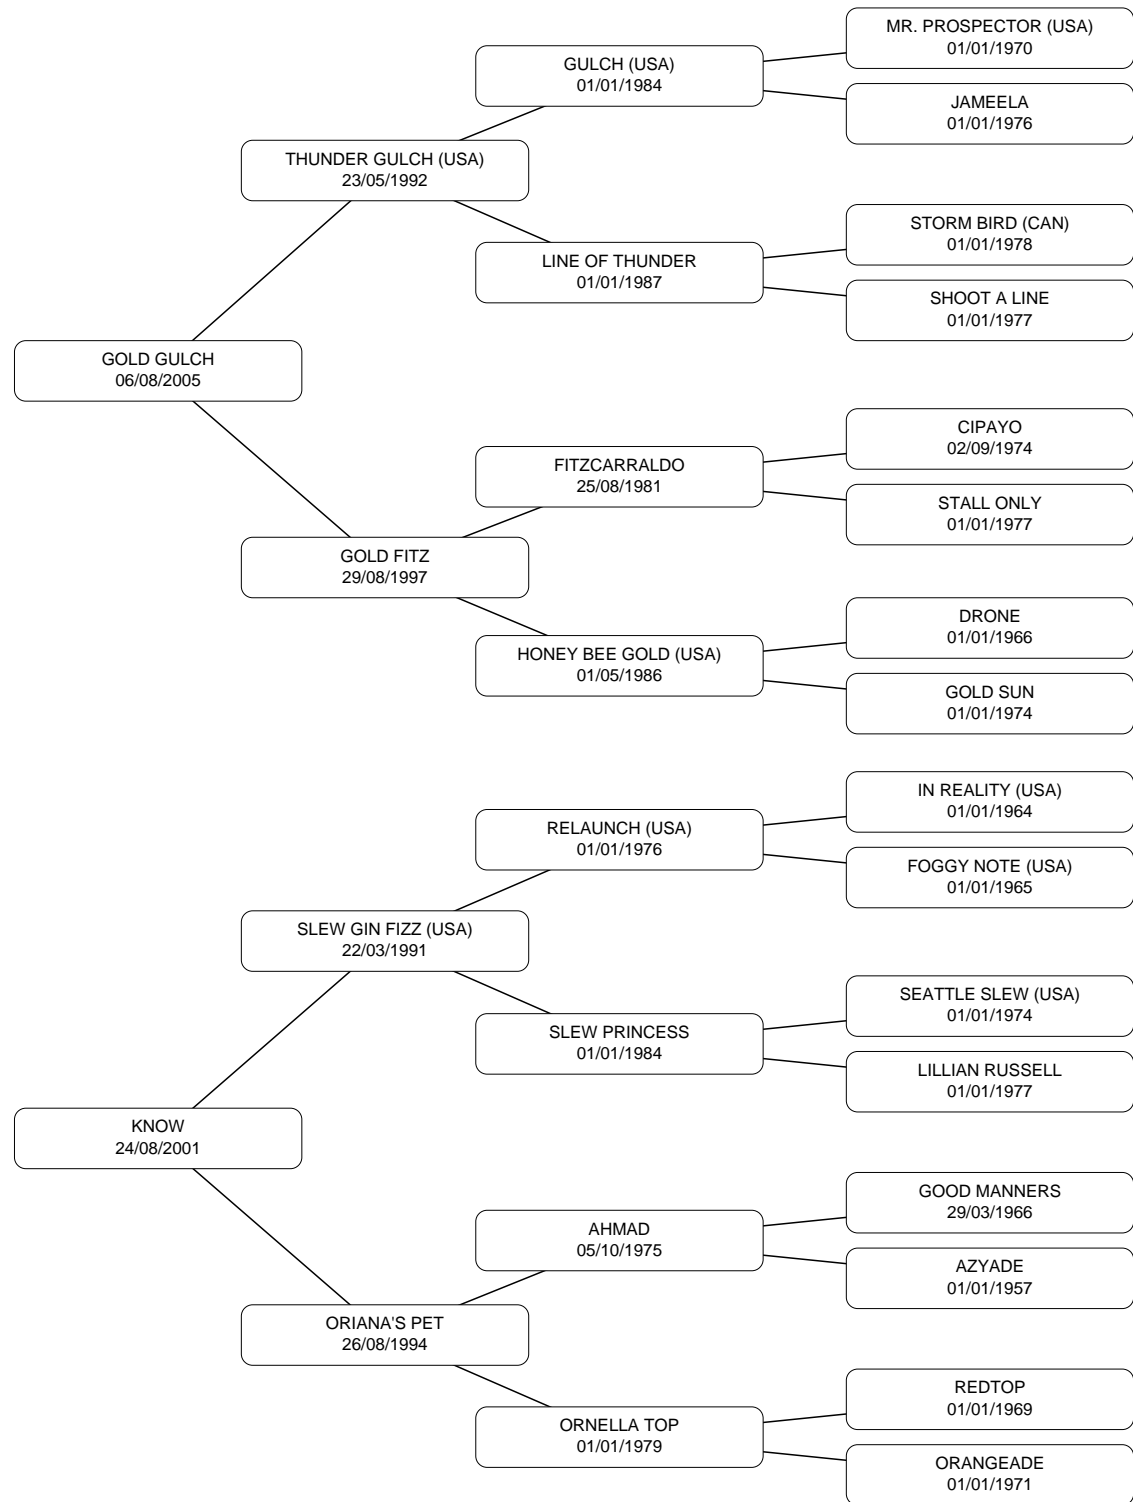 MR. PROSPECTOR (USA)
01/01/1970
GULCH (USA)
01/01/1984
JAMEELA
01/01/1976
THUNDER GULCH (USA)
23/05/1992
STORM BIRD (CAN)
01/01/1978
LINE OF THUNDER
01/01/1987
SHOOT A LINE
01/01/1977
GOLD GULCH
06/08/2005
CIPAYO
02/09/1974
FITZCARRALDO
25/08/1981
STALL ONLY
01/01/1977
GOLD FITZ
29/08/1997
DRONE
01/01/1966
HONEY BEE GOLD (USA)
01/05/1986
GOLD SUN
01/01/1974
IN REALITY (USA)
01/01/1964
RELAUNCH (USA)
01/01/1976
FOGGY NOTE (USA)
01/01/1965
SLEW GIN FIZZ (USA)
22/03/1991
SEATTLE SLEW (USA)
01/01/1974
SLEW PRINCESS
01/01/1984
LILLIAN RUSSELL
01/01/1977
KNOW
24/08/2001
GOOD MANNERS
29/03/1966
AHMAD
05/10/1975
AZYADE
01/01/1957
ORIANA'S PET
26/08/1994
REDTOP
01/01/1969
ORNELLA TOP
01/01/1979
ORANGEADE
01/01/1971